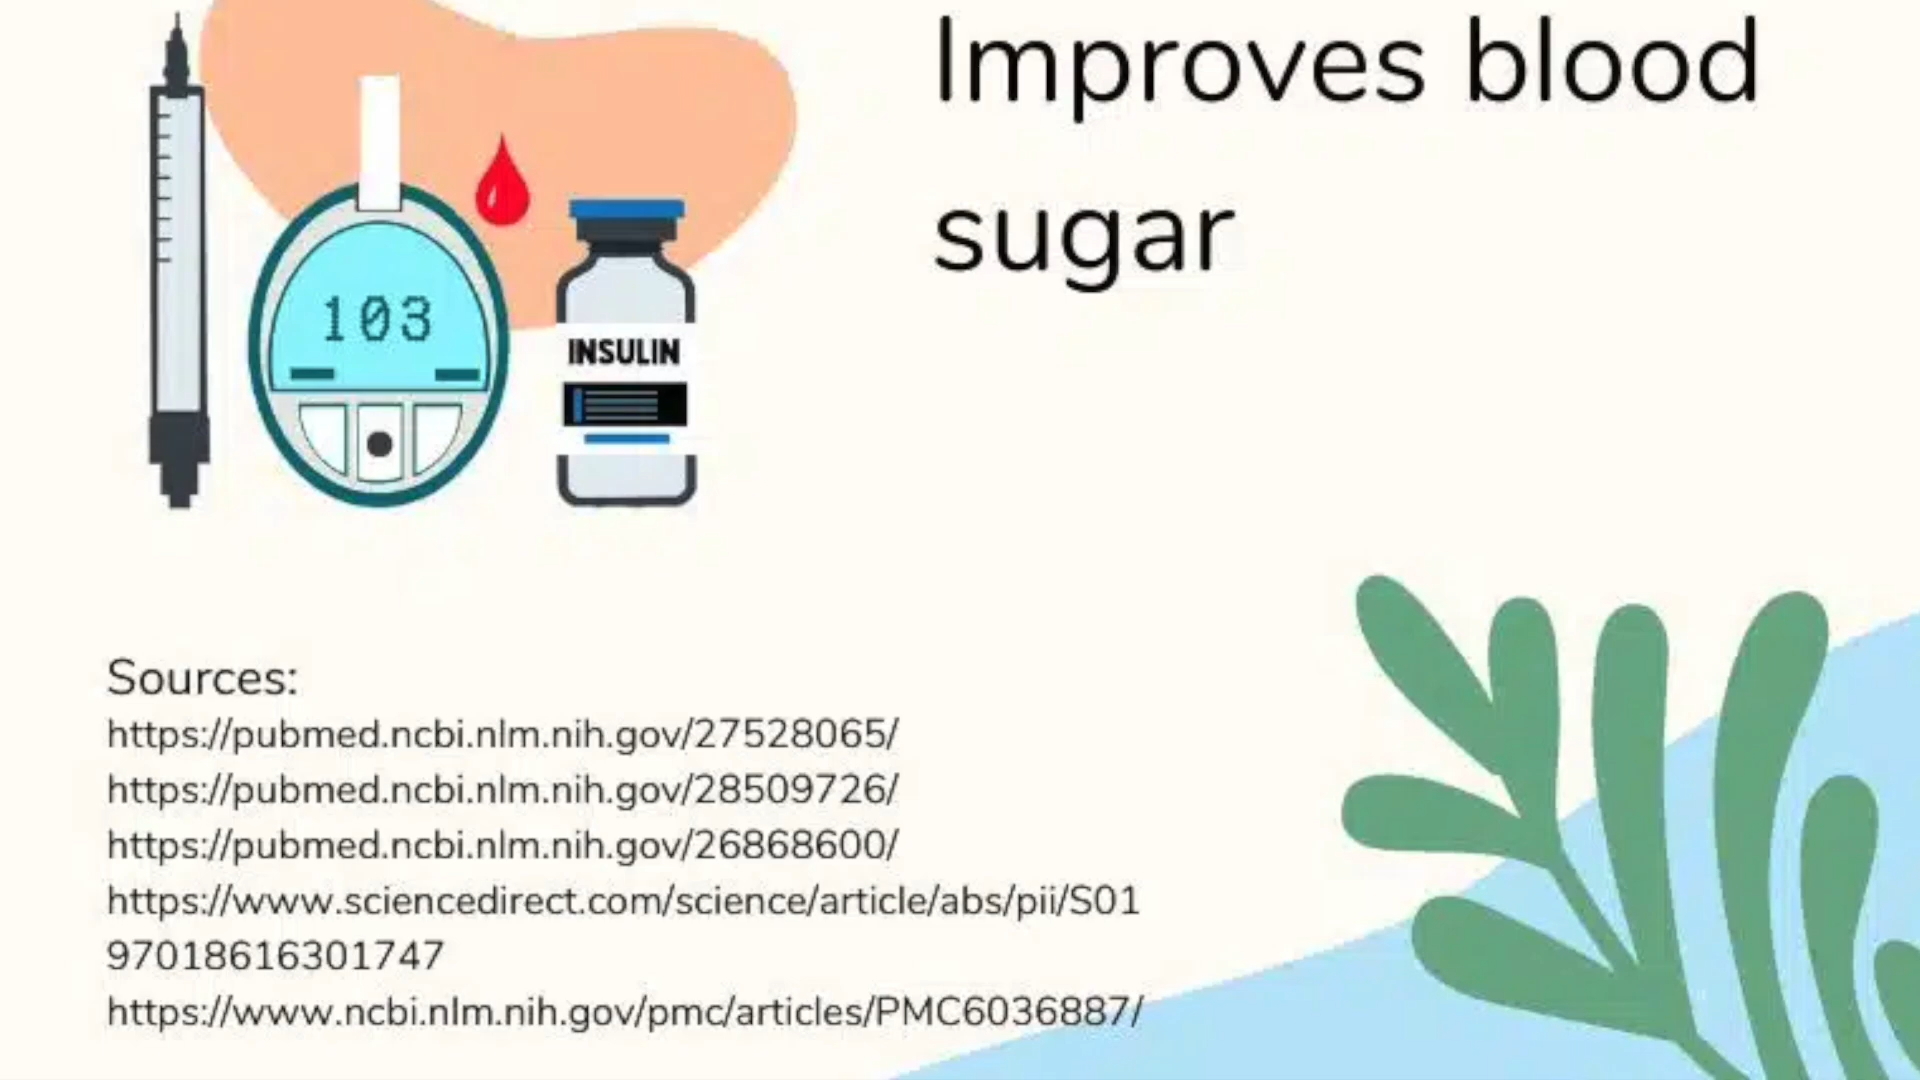 Improves blood
sugar
103
INSULIN
Sources:
https://pubmed.ncbi.nlm.nih.gov/27528065/
https://pubmed.ncbi.nlm.nih.gov/28509726/
https://pubmed.ncbi.nlm.nih.gov/26868600/
https://www.sciencedirect.com/science/article/abs/pii/S01
97018616301747
https://www.ncbi.nlm.nih.gov/pmc/articles/PMC6036887/